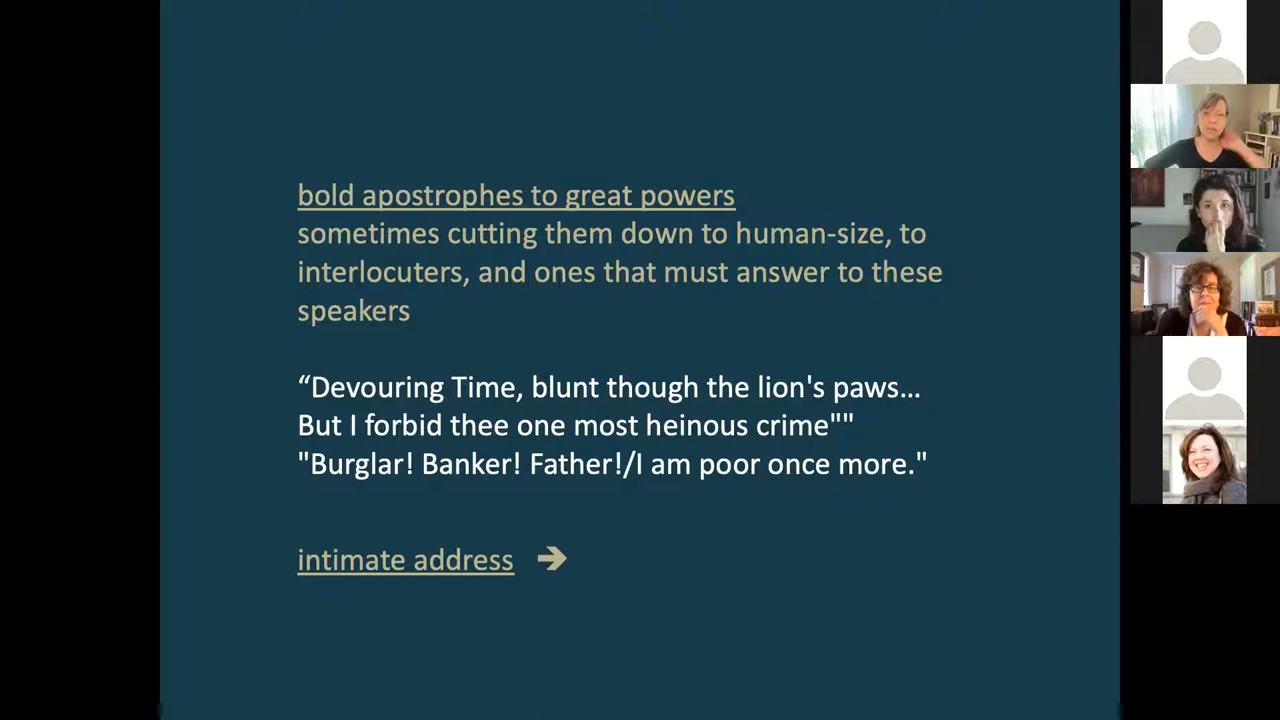 bold apostrophes to great powers
sometimes cutting them down to human-size, to
interlocuters, and ones that must answer to these
speakers
“Devouring Time, blunt though the lion's paws…
But I forbid thee one most heinous crime""
"Burglar! Banker! Father!/I am poor once more."
intimate address ➔